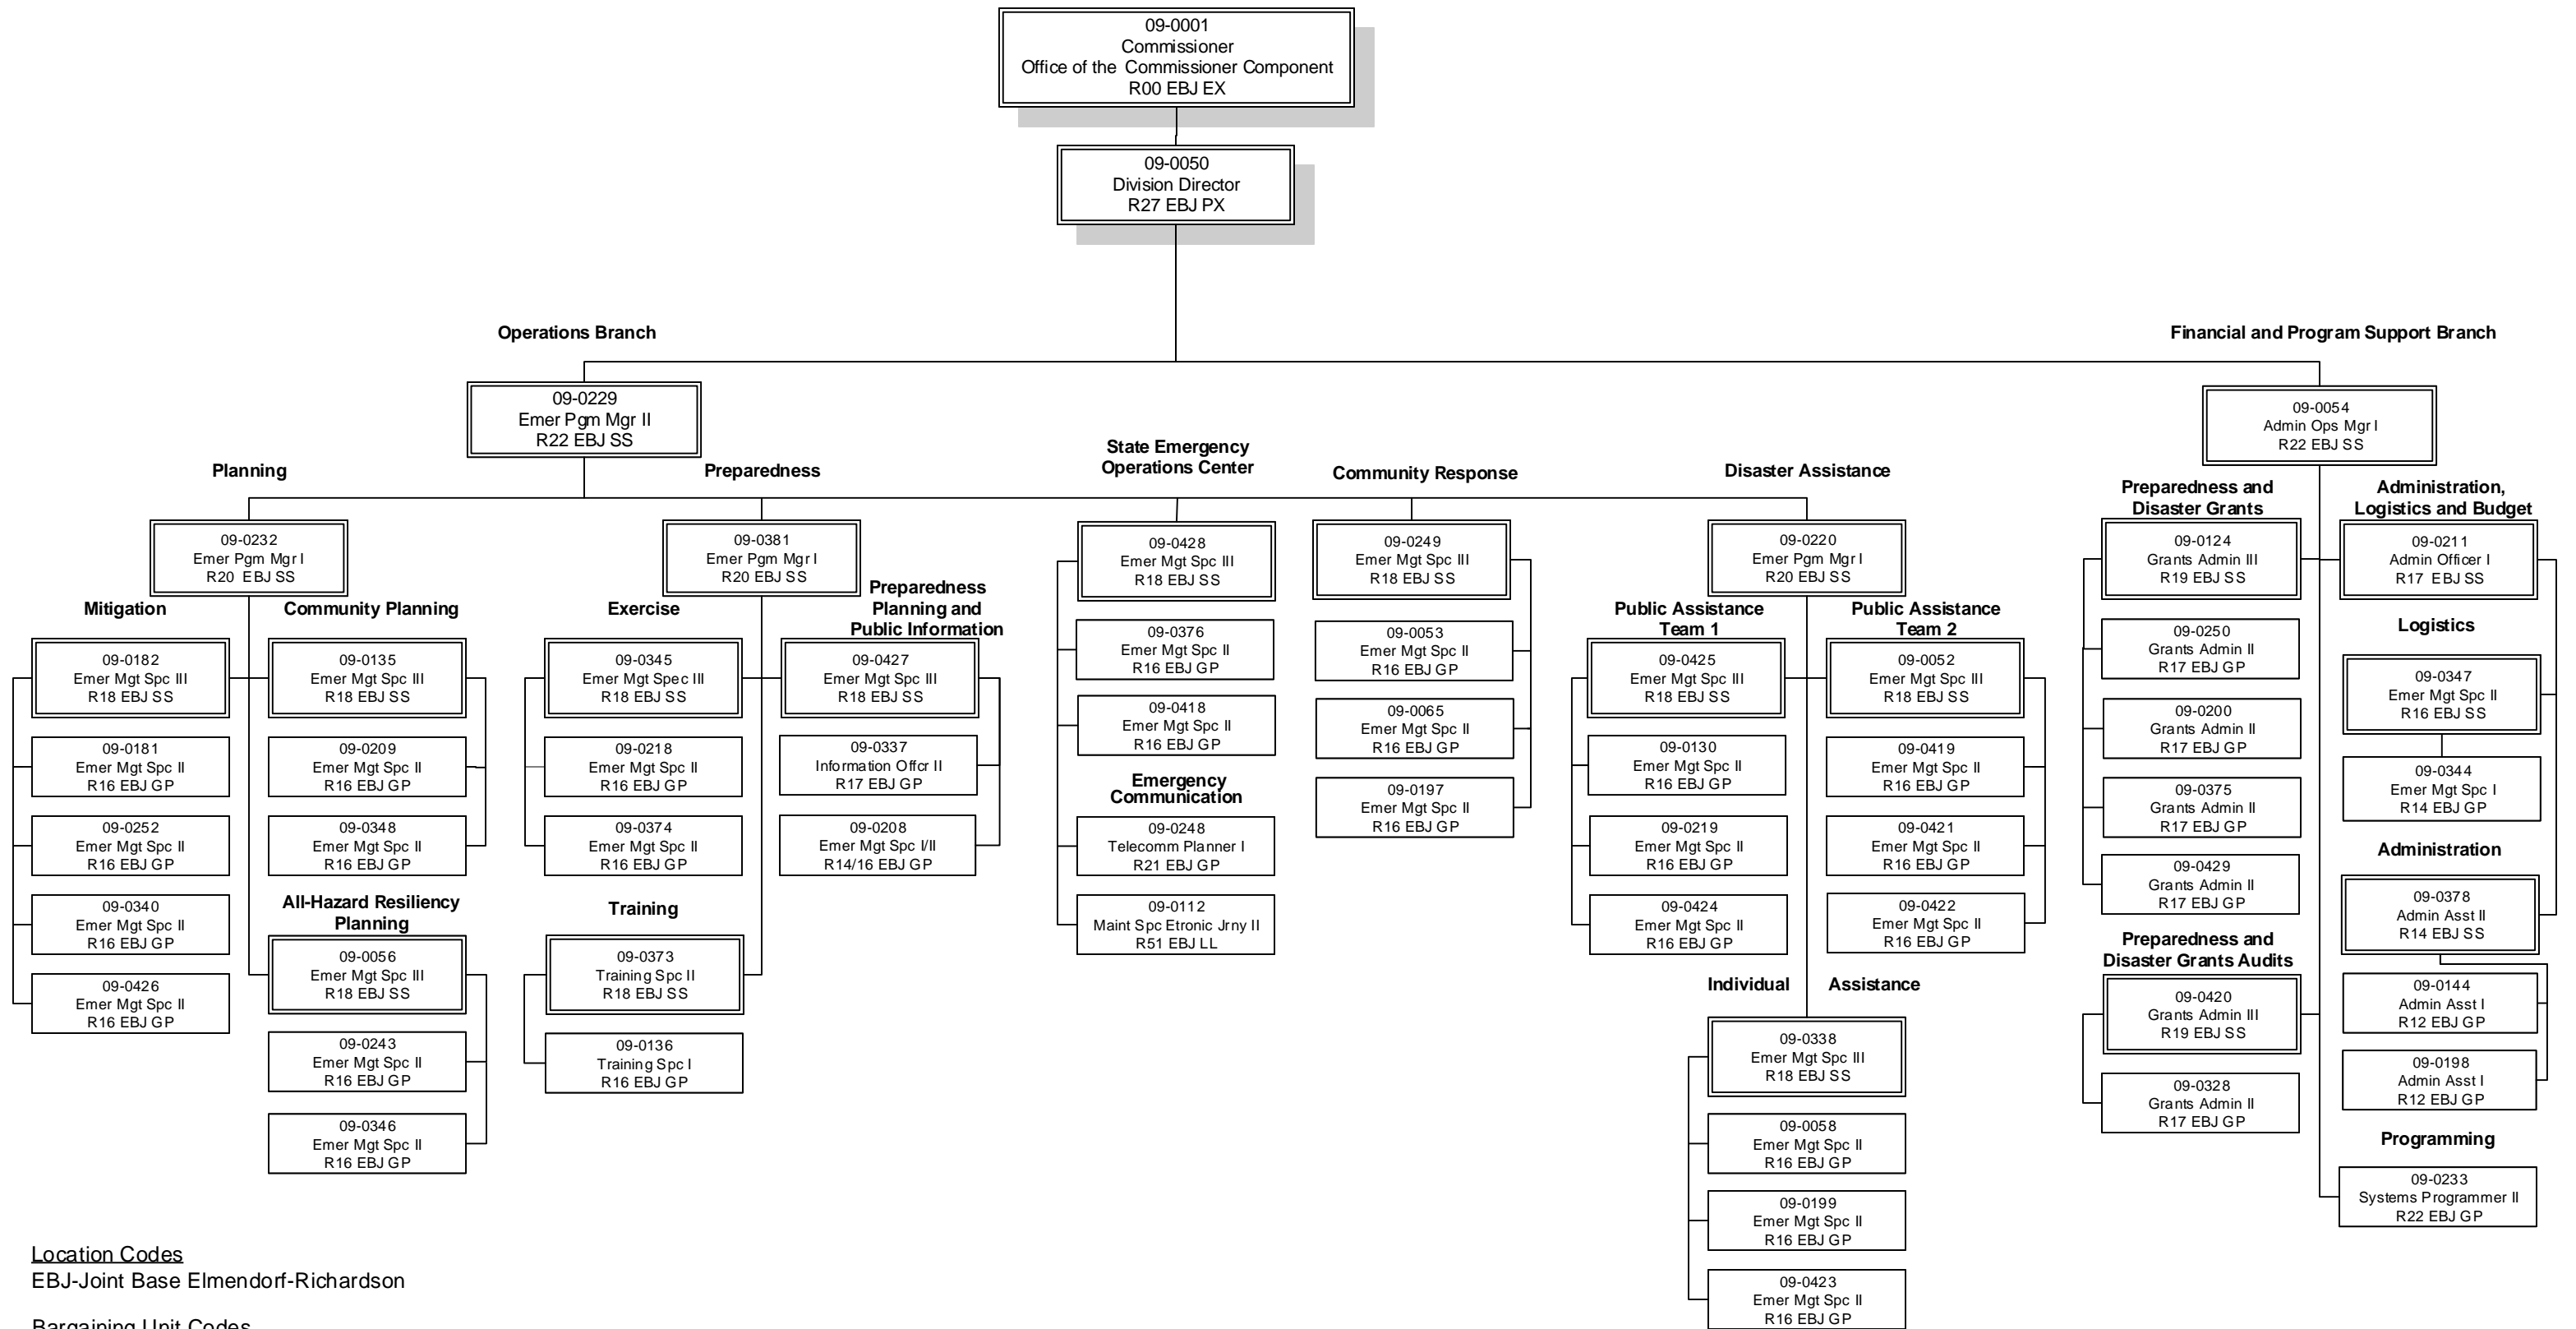 09-0001
Commissioner
Office of the Commissioner Component
R00 EBJ EX
09-0050
Division Director
R27 EBJ PX
Operations Branch
Financial and Program Support Branch
09-0229
Emer Pgm Mgr II
R22 EBJ SS
09-0054
Admin Ops Mgr I
R22 EBJ SS
Planning
09-0232
Emer Pgm Mgr I
R20 EBJ SS
Mitigation
09-0182
Emer Mgt Spc III
R18 EBJ SS
09-0181
Emer Mgt Spc II
R16 EBJ GP
09-0252
Emer Mgt Spc II
R16 EBJ GP
09-0340
Emer Mgt Spc II
R16 EBJ GP
09-0426
Emer Mgt Spc II
R16 EBJ GP
Community Planning
09-0135
Emer Mgt Spc III
R18 EBJ SS
09-0209
Emer Mgt Spc II
R16 EBJ GP
09-0348
Emer Mgt Spc II
R16 EBJ GP
All-Hazard Resiliency
Planning
09-0056
Emer Mgt Spc III
R18 EBJ SS
09-0243
Emer Mgt Spc II
R16 EBJ GP
09-0346
Emer Mgt Spc II
R16 EBJ GP
Preparedness
09-0381
Emer Pgm Mgr I
R20 EBJ SS
Exercise
09-0345
Emer Mgt Spec III
R18 EBJ SS
09-0218
Emer Mgt Spc II
R16 EBJ GP
09-0374
Emer Mgt Spc II
R16 EBJ GP
Training
09-0373
Training Spc II
R18 EBJ SS
09-0136
Training Spc I
R16 EBJ GP
Preparedness
Planning and
Public Information
09-0427
Emer Mgt Spc III
R18 EBJ SS
09-0337
Information Offcr II
R17 EBJ GP
09-0208
Emer Mgt Spc I/II
R14/16 EBJ GP
State Emergency
Operations Center
09-0428
Emer Mgt Spc III
R18 EBJ SS
09-0376
Emer Mgt Spc II
R16 EBJ GP
09-0418
Emer Mgt Spc II
R16 EBJ GP
Emergency
Communication
09-0248
Telecomm Planner I
R21 EBJ GP
09-0112
Maint Spc Etronic Jrny II
R51 EBJ LL
Community Response
09-0249
Emer Mgt Spc III
R18 EBJ SS
09-0053
Emer Mgt Spc II
R16 EBJ GP
09-0065
Emer Mgt Spc II
R16 EBJ GP
09-0197
Emer Mgt Spc II
R16 EBJ GP
Disaster Assistance
09-0220
Emer Pgm Mgr I
R20 EBJ SS
Public Assistance
Team 1
09-0425
Emer Mgt Spc III
R18 EBJ SS
09-0130
Emer Mgt Spc II
R16 EBJ GP
09-0219
Emer Mgt Spc II
R16 EBJ GP
09-0424
Emer Mgt Spc II
R16 EBJ GP
Public Assistance
Team 2
09-0052
Emer Mgt Spc III
R18 EBJ SS
09-0419
Emer Mgt Spc II
R16 EBJ GP
09-0421
Emer Mgt Spc II
R16 EBJ GP
09-0422
Emer Mgt Spc II
R16 EBJ GP
Individual Assistance
09-0338
Emer Mgt Spc III
R18 EBJ SS
09-0058
Emer Mgt Spc II
R16 EBJ GP
09-0199
Emer Mgt Spc II
R16 EBJ GP
09-0423
Emer Mgt Spc II
R16 EBJ GP
Preparedness and
Disaster Grants
09-0124
Grants Admin III
R19 EBJ SS
09-0250
Grants Admin II
R17 EBJ GP
09-0200
Grants Admin II
R17 EBJ GP
09-0375
Grants Admin II
R17 EBJ GP
09-0429
Grants Admin II
R17 EBJ GP
Preparedness and
Disaster Grants Audits
09-0420
Grants Admin III
R19 EBJ SS
09-0328
Grants Admin II
R17 EBJ GP
Administration,
Logistics and Budget
09-0211
Admin Officer I
R17 EBJ SS
Logistics
09-0347
Emer Mgt Spc II
R16 EBJ SS
09-0344
Emer Mgt Spc I
R14 EBJ GP
Administration
09-0378
Admin Asst II
R14 EBJ SS
09-0144
Admin Asst I
R12 EBJ GP
09-0198
Admin Asst I
R12 EBJ GP
Programming
09-0233
Systems Programmer II
R22 EBJ GP
Location Codes
EBJ-Joint Base Elmendorf-Richardson
Bargaining Unit Codes